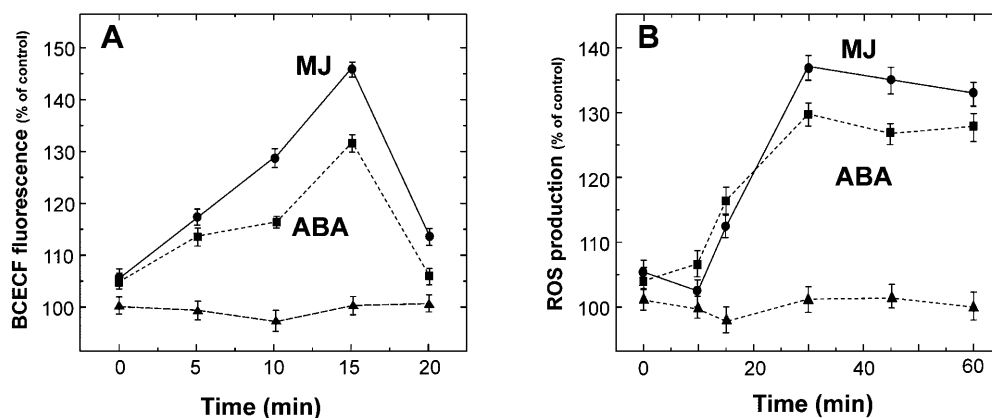 A
MJ
ABA
BCECF fluorescence (% of control)
150
140
130
120
110
100
0
5
10
15
20
Time (min)
B
MJ
ABA
ROS production (% of control)
140
130
120
110
100
0
20
40
60
Time (min)